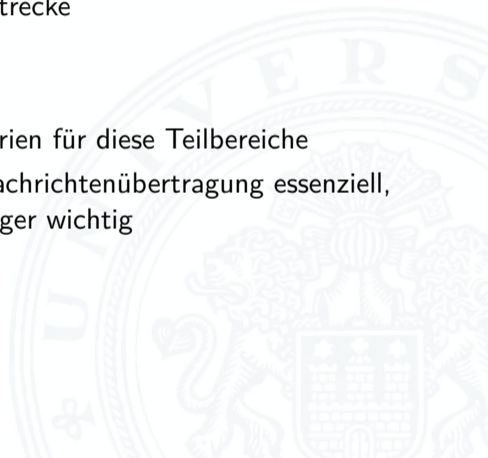 trecke
rien für diese Teilbereiche
achrichtenübertragung essenziell,
ger wichtig
U N I V E R S